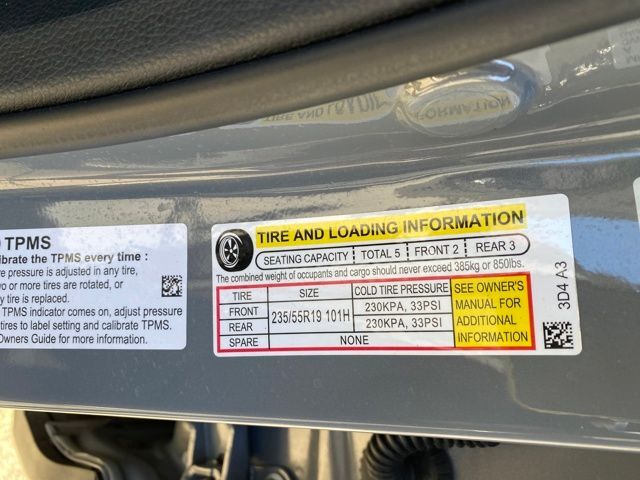 TPMS
the TPMS every time :
pressure is adjusted in any tire,
or more tires are rotated, or
tire is replaced.
TPMS indicator comes on, adjust pressure
tires to label setting and calibrate TPMS.
Owners Guide for more information.
TIRE AND LOADING INFORMATION
SEATING CAPACITY TOTAL 5 FRONT 2 REAR 3
The combined weight of occupants and cargo should never exceed 385kg or 850lbs.
TIRE SIZE COLD TIRE PRESSURE
FRONT 235/55R19 101H 230KPA, 33PSI
REAR 230KPA, 33PSI
SPARE NONE
SEE OWNER'S
MANUAL FOR
ADDITIONAL
INFORMATION
3D4 A3